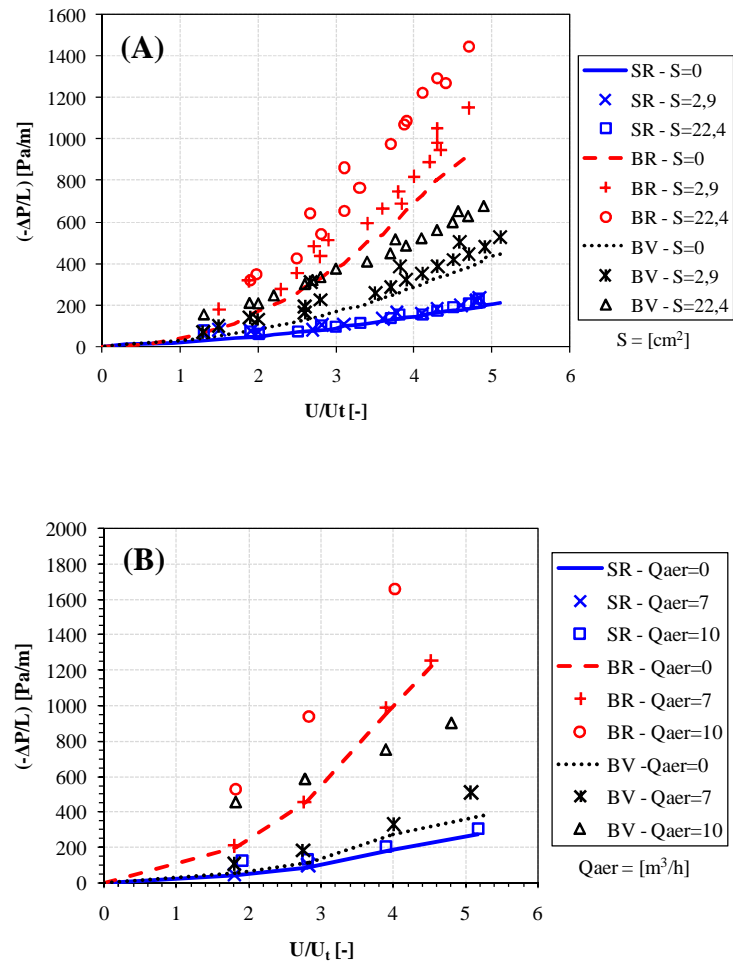 (A)
(-ΔP/L) [Pa/m]
1600
1400
1200
1000
800
600
400
200
0
0 1 2 3 4 5 6
U/Ut [-]
SR - S=0
SR - S=2,9
SR - S=22,4
BR - S=0
BR - S=2,9
BR - S=22,4
BV - S=0
BV - S=2,9
BV - S=22,4
S = [cm²]
(B)
(-ΔP/L) [Pa/m]
2000
1800
1600
1400
1200
1000
800
600
400
200
0
0 1 2 3 4 5 6
U/Uₜ [-]
SR - Qaer=0
SR - Qaer=7
SR - Qaer=10
BR - Qaer=0
BR - Qaer=7
BR - Qaer=10
BV -Qaer=0
BV - Qaer=7
BV - Qaer=10
Qaer = [m³/h]